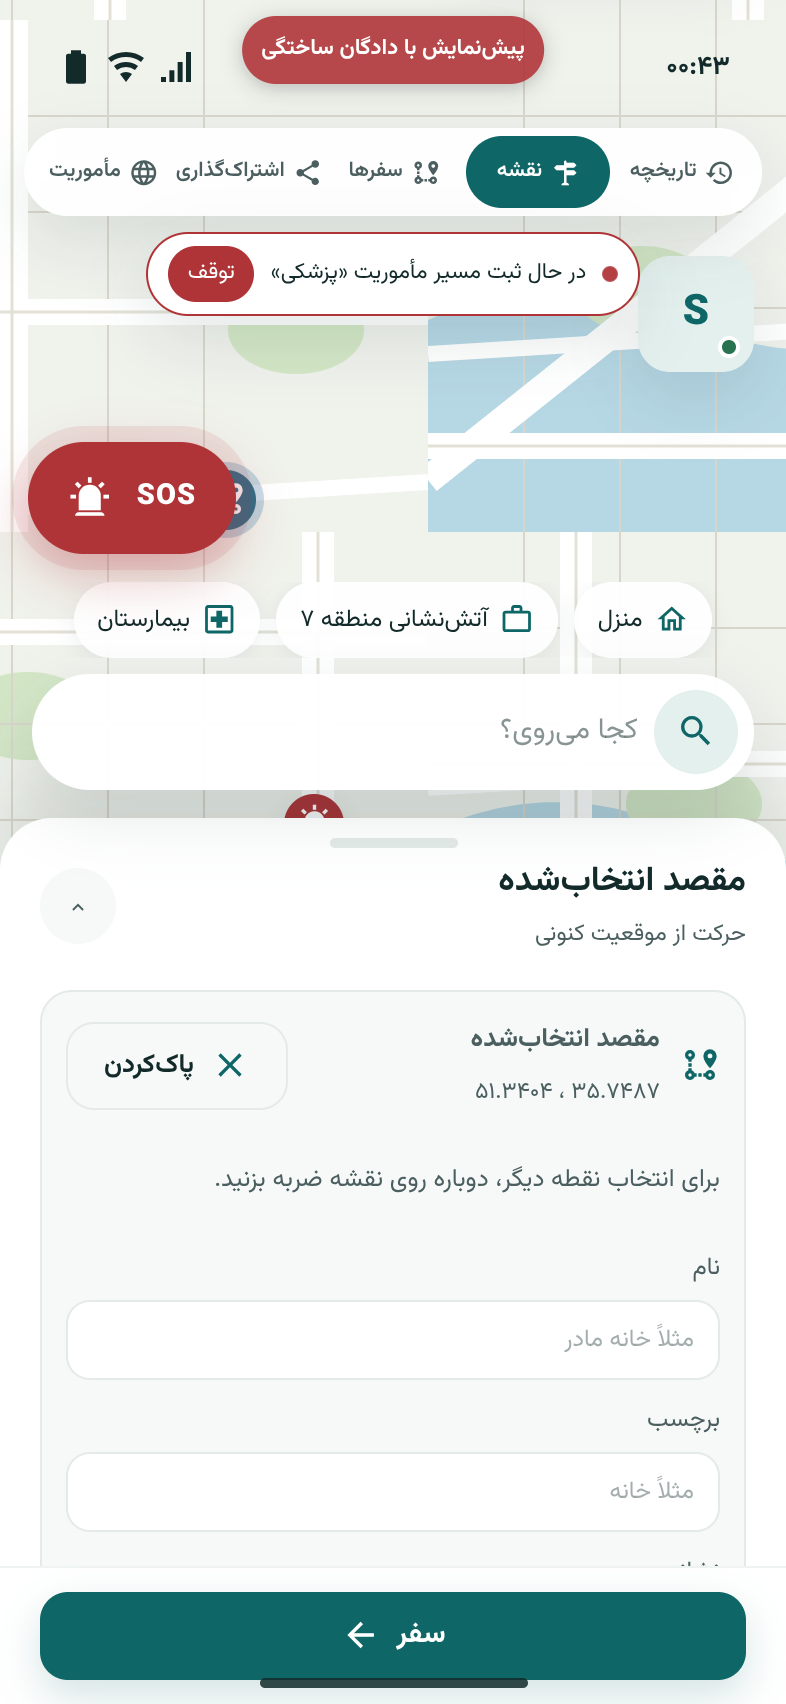 پیش‌نمایش با دادگان ساختگی
۰۰:۴۳
تاریخچه
نقشه
سفرها
اشتراک‌گذاری
مأموریت
در حال ثبت مسیر مأموریت «پزشکی»
توقف
S
SOS
منزل
آتش‌نشانی منطقه ۷
بیمارستان
کجا می‌روی؟
مقصد انتخاب‌شده
حرکت از موقعیت کنونی
مقصد انتخاب‌شده
۳۵.۷۴۸۷ ، ۵۱.۳۴۰۴
پاک‌کردن
برای انتخاب نقطه دیگر، دوباره روی نقشه ضربه بزنید.
نام
مثلاً خانه مادر
برچسب
مثلاً خانه
سفر